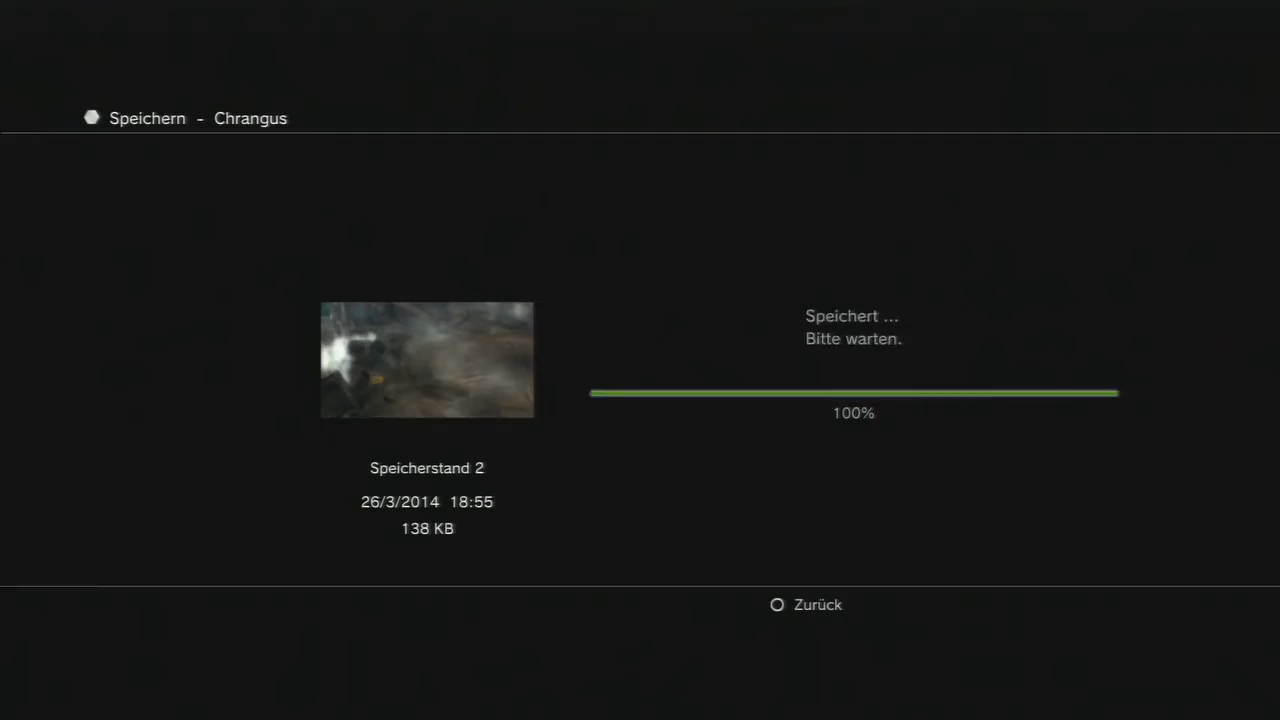 Speichern - Chrangus
Speichert ...
Bitte warten.
100%
Speicherstand 2
26/3/2014 18:55
138 KB
Zurück